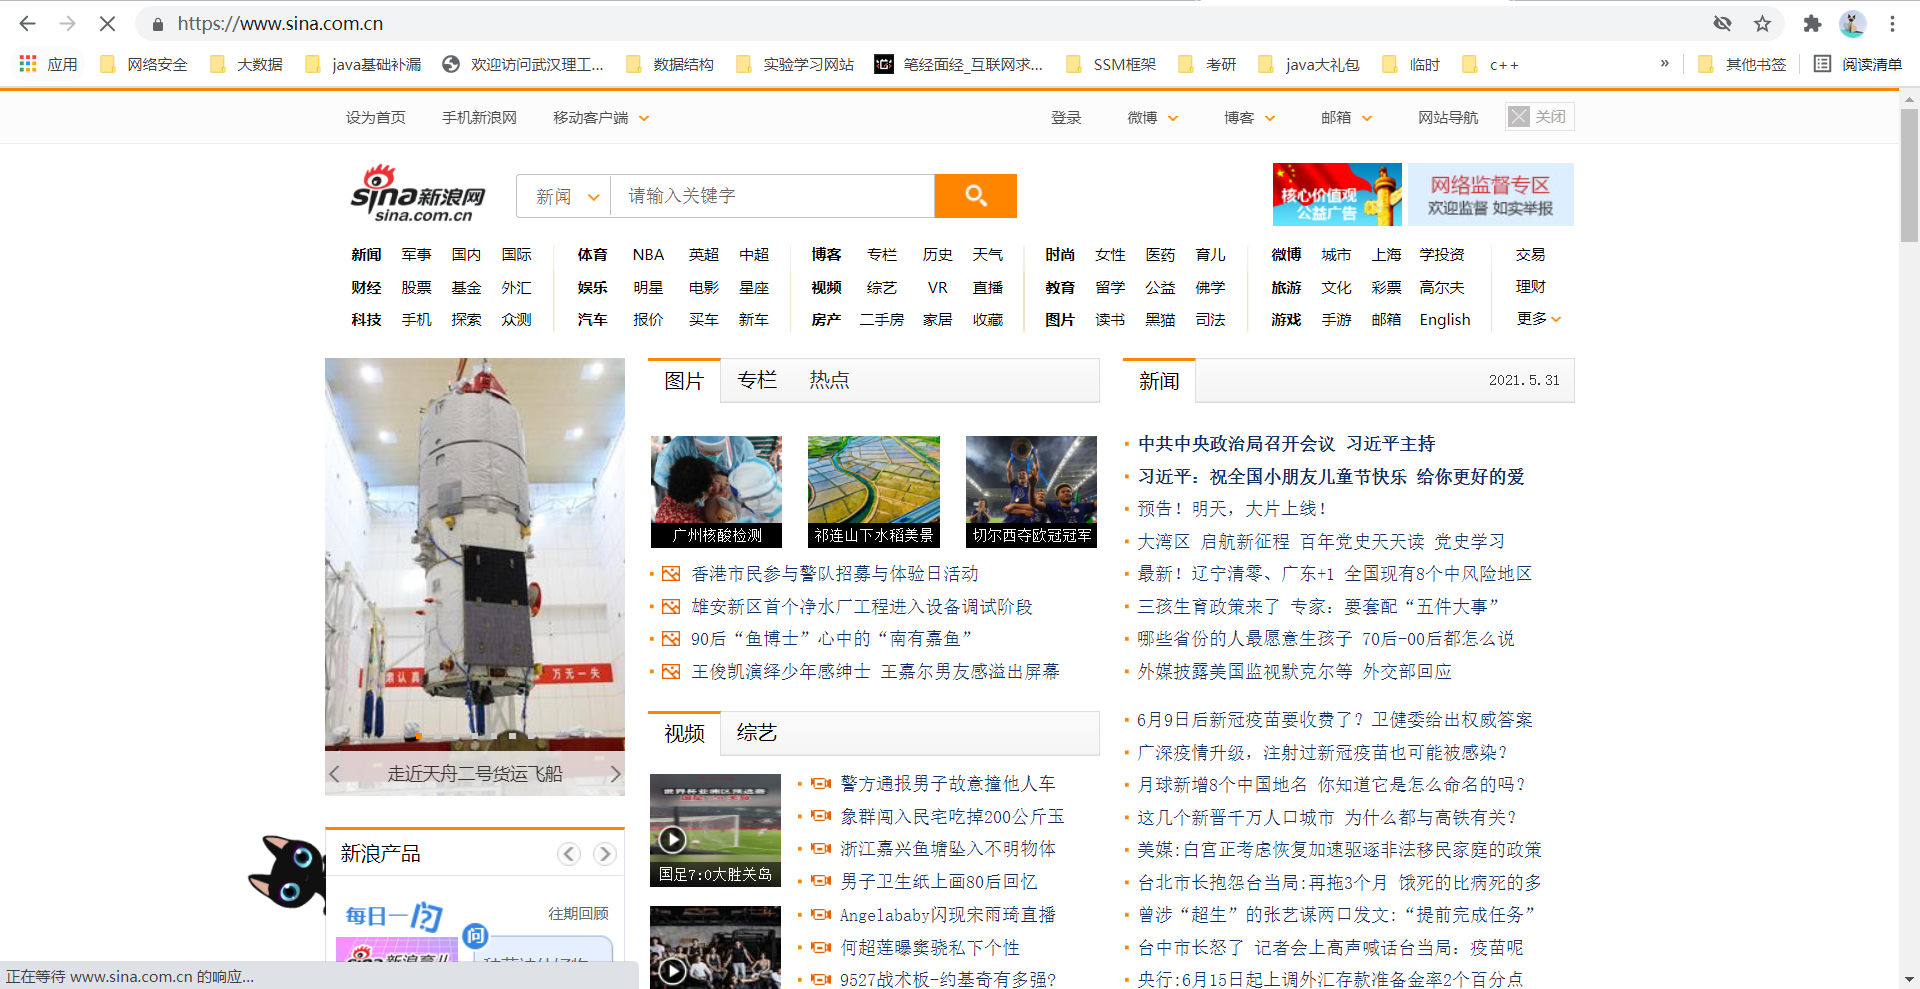 https://www.sina.com.cn
应用 网络安全 大数据 java基础补漏 欢迎访问武汉理工... 数据结构 实验学习网站 笔经面经_互联网求... SSM框架 考研 java大礼包 临时 c++ » 其他书签 阅读清单
设为首页 手机新浪网 移动客户端 登录 微博 博客 邮箱 网站导航 关闭
sina新浪网
sina.com.cn
新闻 请输入关键字
核心价值观
公益广告
网络监督专区
欢迎监督 如实举报
新闻 军事 国内 国际 体育 NBA 英超 中超 博客 专栏 历史 天气 时尚 女性 医药 育儿 微博 城市 上海 学投资 交易
财经 股票 基金 外汇 娱乐 明星 电影 星座 视频 综艺 VR 直播 教育 留学 公益 佛学 旅游 文化 彩票 高尔夫 理财
科技 手机 探索 众测 汽车 报价 买车 新车 房产 二手房 家居 收藏 图片 读书 黑猫 司法 游戏 手游 邮箱 English 更多
肃认真
万无一失
走近天舟二号货运飞船
新浪产品
每日一问
往期回顾
问
图片 专栏 热点
广州核酸检测
祁连山下水稻美景
切尔西夺欧冠冠军
香港市民参与警队招募与体验日活动
雄安新区首个净水厂工程进入设备调试阶段
90后“鱼博士”心中的“南有嘉鱼”
王俊凯演绎少年感绅士 王嘉尔男友感溢出屏幕
视频 综艺
国足7:0大胜关岛
警方通报男子故意撞他人车
象群闯入民宅吃掉200公斤玉
浙江嘉兴鱼塘坠入不明物体
男子卫生纸上画80后回忆
Angelababy闪现宋雨琦直播
何超莲曝窦骁私下个性
9527战术板-约基奇有多强?
新闻 2021.5.31
中共中央政治局召开会议 习近平主持
习近平：祝全国小朋友儿童节快乐 给你更好的爱
预告！明天，大片上线！
大湾区 启航新征程 百年党史天天读 党史学习
最新！辽宁清零、广东+1 全国现有8个中风险地区
三孩生育政策来了 专家：要套配“五件大事”
哪些省份的人最愿意生孩子 70后-00后都怎么说
外媒披露美国监视默克尔等 外交部回应
6月9日后新冠疫苗要收费了？卫健委给出权威答案
广深疫情升级，注射过新冠疫苗也可能被感染？
月球新增8个中国地名 你知道它是怎么命名的吗？
这几个新晋千万人口城市 为什么都与高铁有关？
美媒:白宫正考虑恢复加速驱逐非法移民家庭的政策
台北市长抱怨台当局:再拖3个月 饿死的比病死的多
曾涉“超生”的张艺谋两口发文:“提前完成任务”
台中市长怒了 记者会上高声喊话台当局：疫苗呢
央行:6月15日起上调外汇存款准备金率2个百分点
正在等待 www.sina.com.cn 的响应...